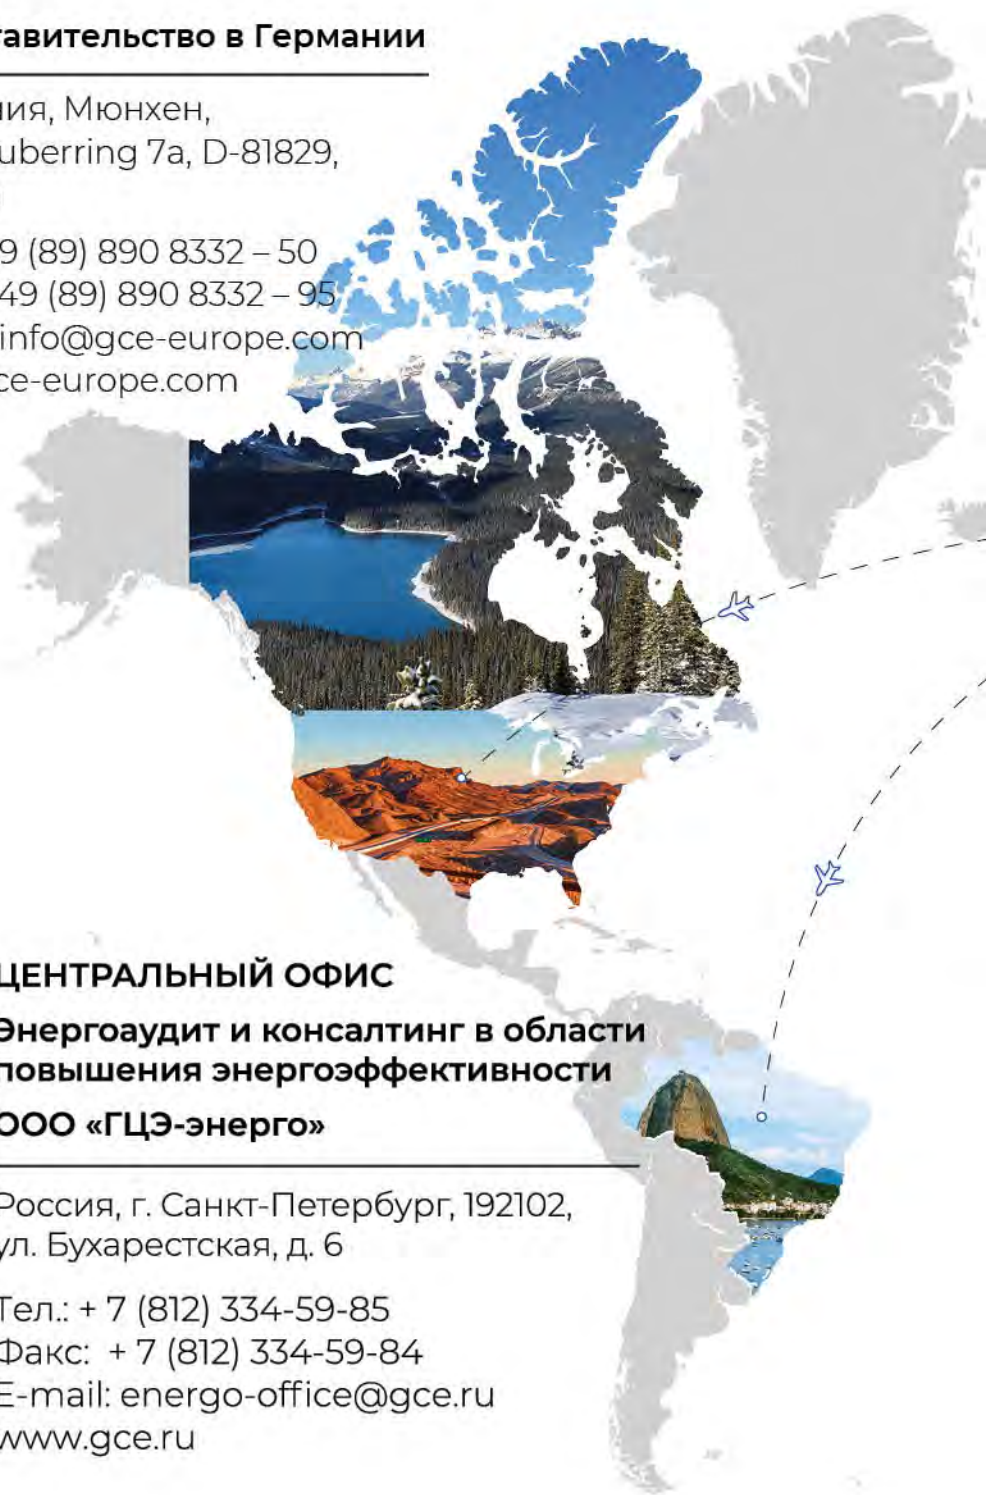 тавительство в Германии
ния, Мюнхен,
uberring 7a, D-81829,
9 (89) 890 8332 – 50
49 (89) 890 8332 – 95
info@gce-europe.com
ce-europe.com
ЦЕНТРАЛЬНЫЙ ОФИС
Энергоаудит и консалтинг в области
повышения энергоэффективности
ООО «ГЦЭ-энерго»
Россия, г. Санкт-Петербург, 192102,
ул. Бухарестская, д. 6
Тел.: + 7 (812) 334-59-85
Факс: + 7 (812) 334-59-84
E-mail: energo-office@gce.ru
www.gce.ru